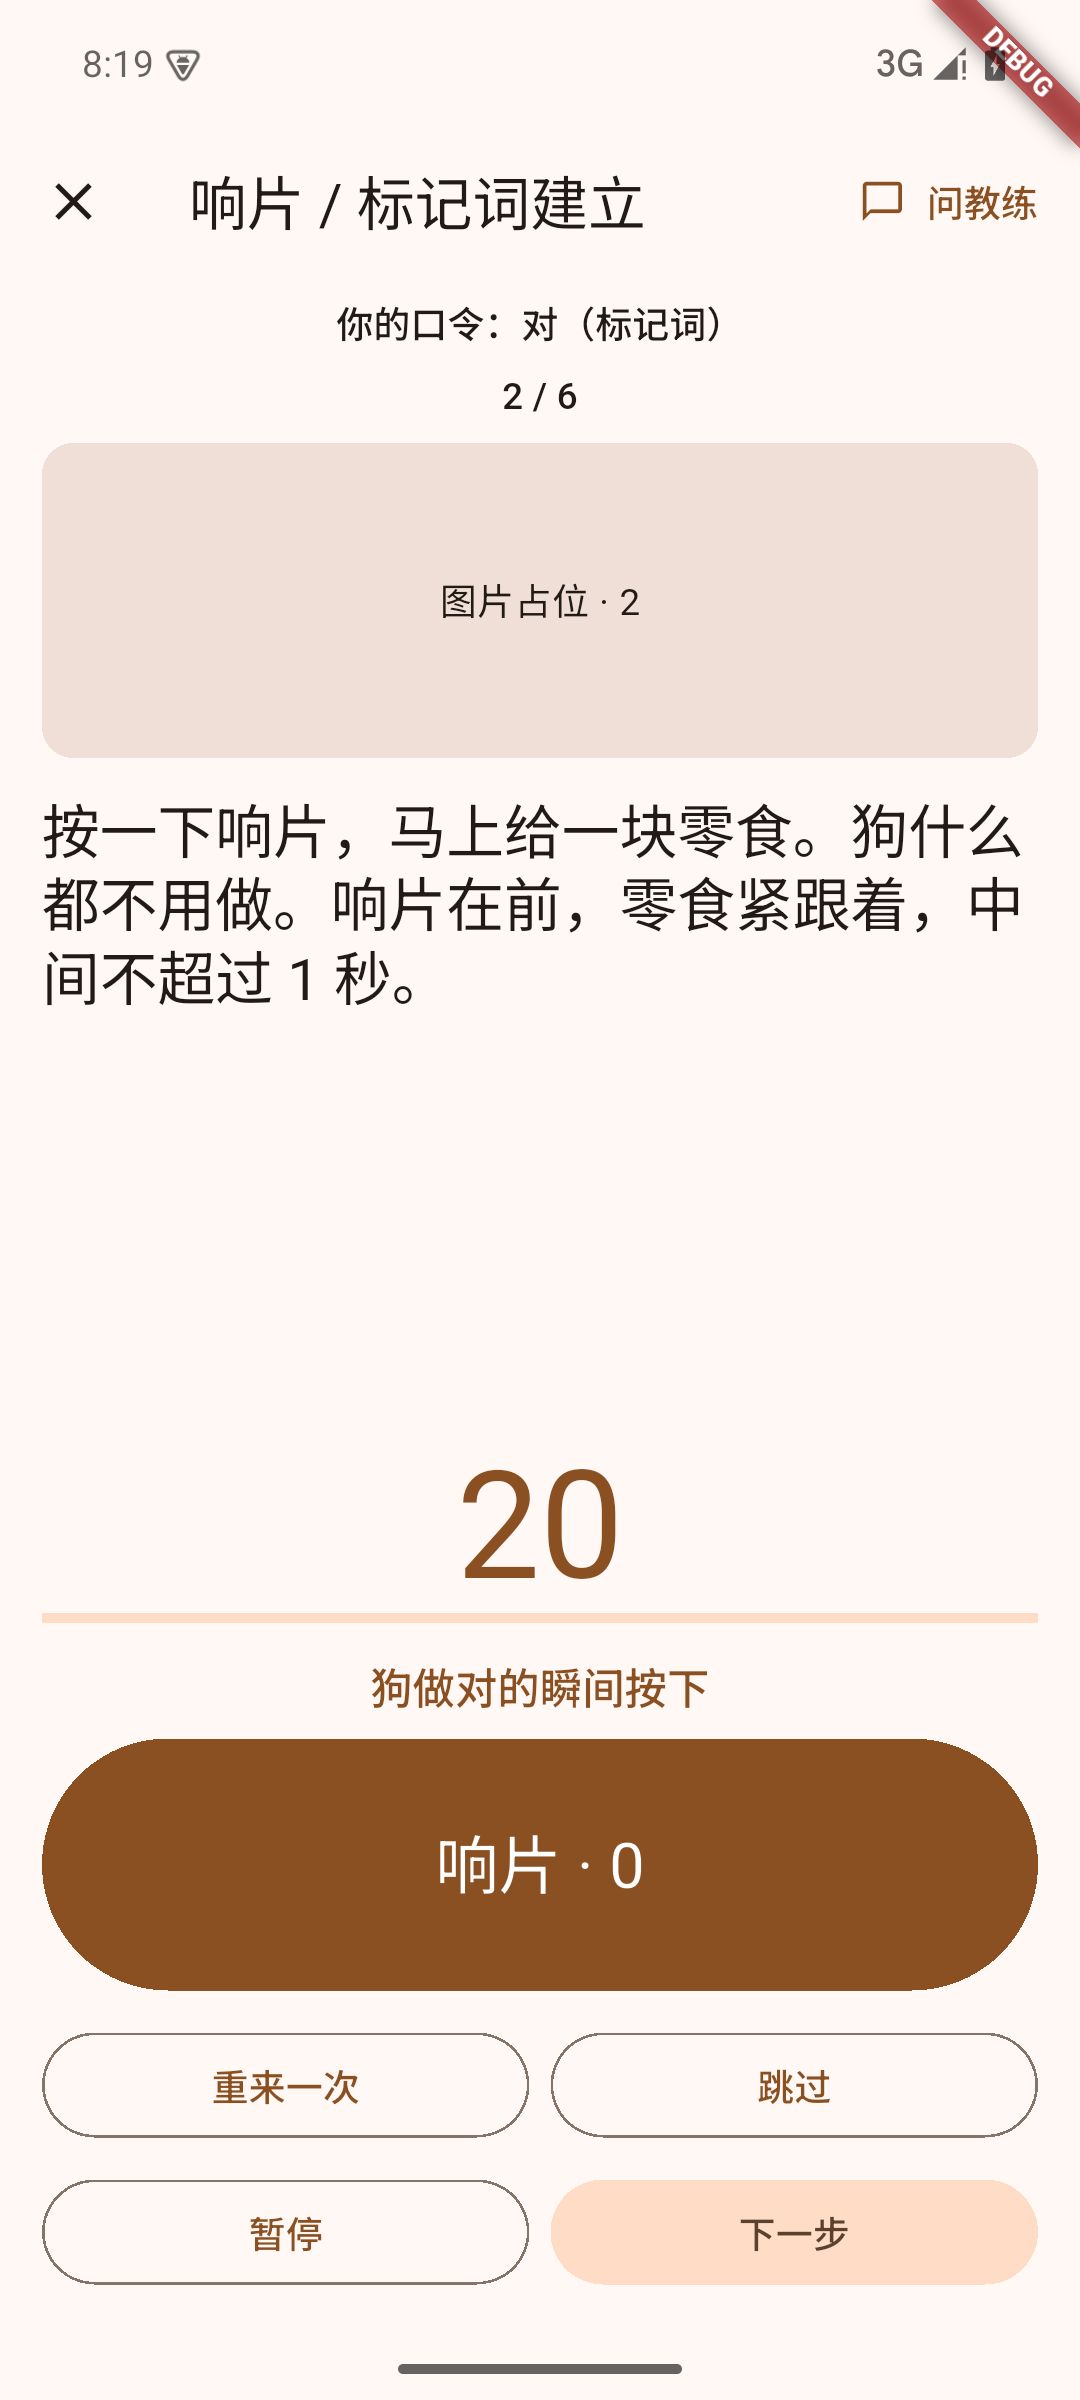 8:19
3G
DEBUG
响片 / 标记词建立
问教练
你的口令：对（标记词）
2 / 6
图片占位 · 2
按一下响片，马上给一块零食。狗什么
都不用做。响片在前，零食紧跟着，中
间不超过 1 秒。
20
狗做对的瞬间按下
响片 · 0
重来一次
跳过
暂停
下一步